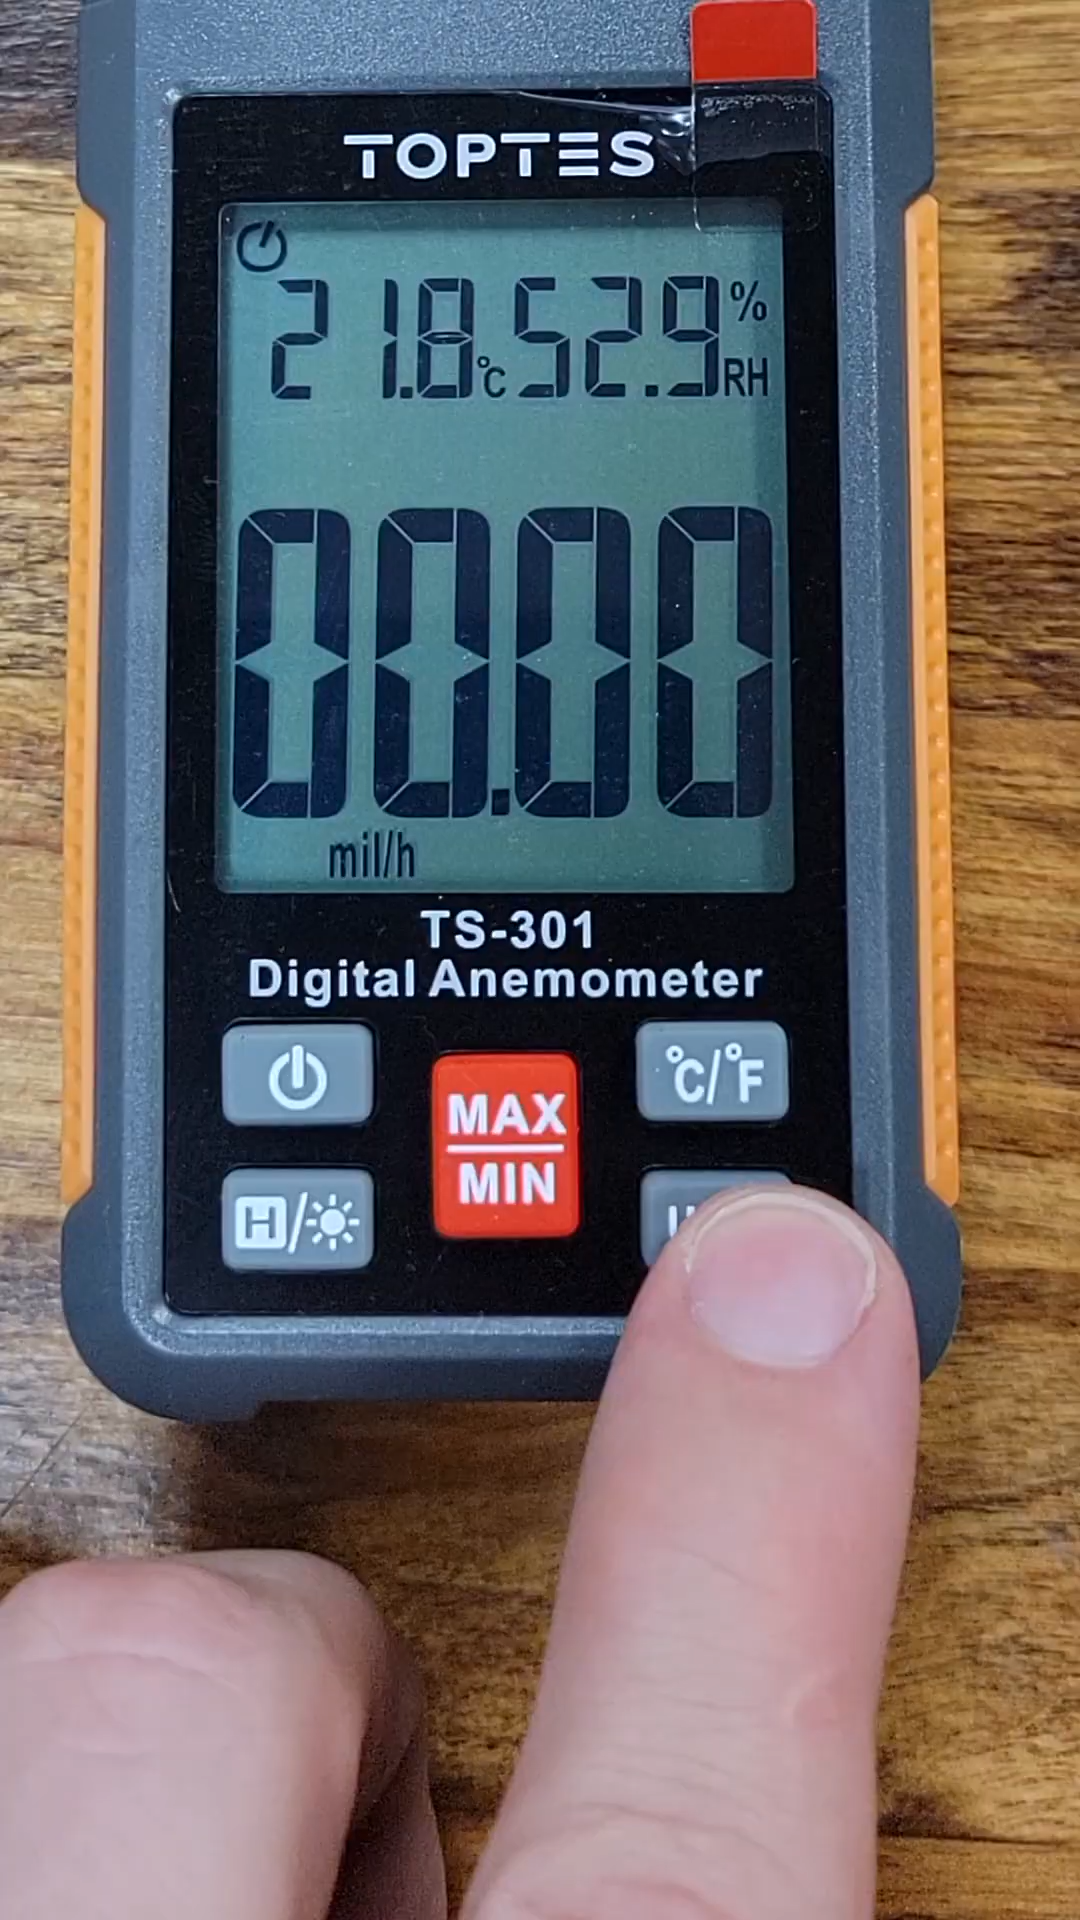 TOPTES
21.8 °C 52.9 % RH
00.00
mil/h
TS-301
Digital Anemometer
MAX
MIN
°C/°F
H/